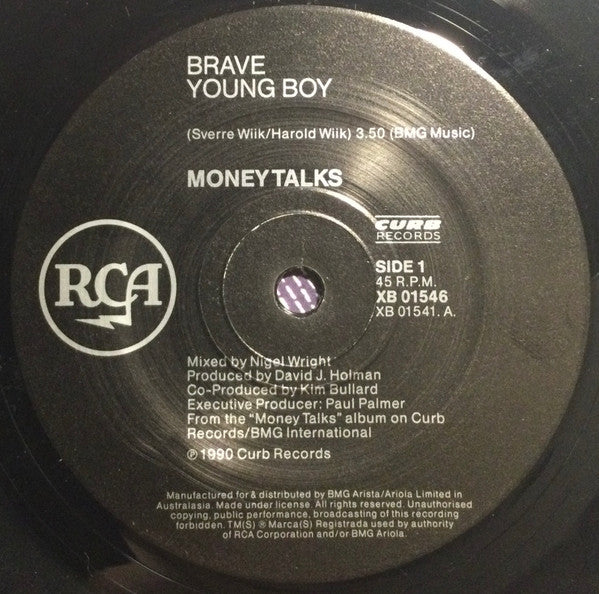 BRAVE
YOUNG BOY
(Sverre Wiik/Harold Wiik) 3.50 (BMG Music)
MONEY TALKS
CURB
RECORDS
RCA
SIDE 1
45 R.P.M.
XB 01546
XB 01541. A.
Mixed by Nigel Wright
Produced by David J. Holman
Co-Produced by Kim Bullard
Executive Producer: Paul Palmer
From the "Money Talks" album on Curb
Records/BMG International
℗ 1990 Curb Records
Manufactured for & distributed by BMG Arista/Ariola Limited in
Australasia. Made in Australia. All rights reserved. Unauthorised
copying, public performance, broadcasting of this recording
forbidden. TM(S) ® Marca(S) Registrada used by authority
of RCA Corporation and/or BMG Ariola.